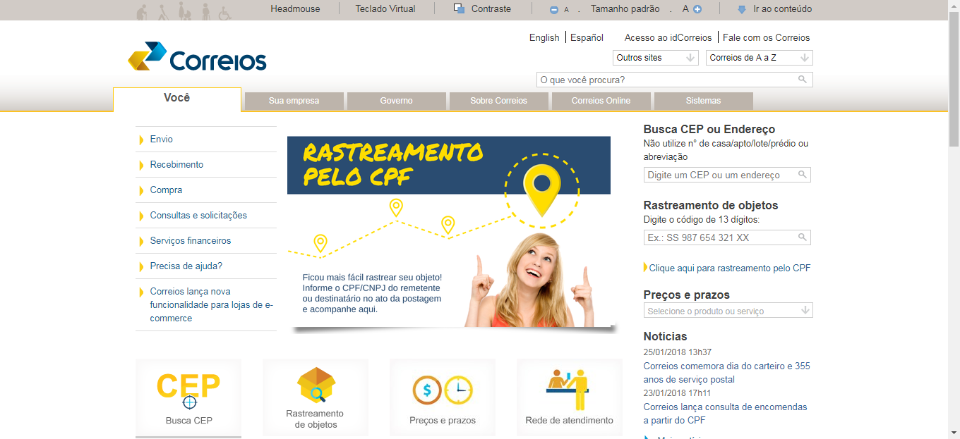 Headmouse
Teclado Virtual
Contraste
A . Tamanho padrão . A
Ir ao conteúdo
English Español Acesso ao idCorreios Fale com os Correios
Correios
Outros sites
Correios de A a Z
O que você procura?
Você
Sua empresa
Governo
Sobre Correios
Correios Online
Sistemas
Envio
Recebimento
Compra
Consultas e solicitações
Serviços financeiros
Precisa de ajuda?
Correios lança nova
funcionalidade para lojas de e-
commerce
RASTREAMENTO
PELO CPF
Ficou mais fácil rastrear seu objeto!
Informe o CPF/CNPJ do remetente
ou destinatário no ato da postagem
e acompanhe aqui.
Busca CEP ou Endereço
Não utilize n° de casa/apto/lote/prédio ou
abreviação
Digite um CEP ou um endereço
Rastreamento de objetos
Digite o código de 13 dígitos:
Ex.: SS 987 654 321 XX
Clique aqui para rastreamento pelo CPF
Preços e prazos
Selecione o produto ou serviço
Notícias
25/01/2018 13h37
Correios comemora dia do carteiro e 355
anos de serviço postal
23/01/2018 17h11
Correios lança consulta de encomendas
a partir do CPF
CEP
Busca CEP
Rastreamento
de objetos
$
Preços e prazos
Rede de atendimento